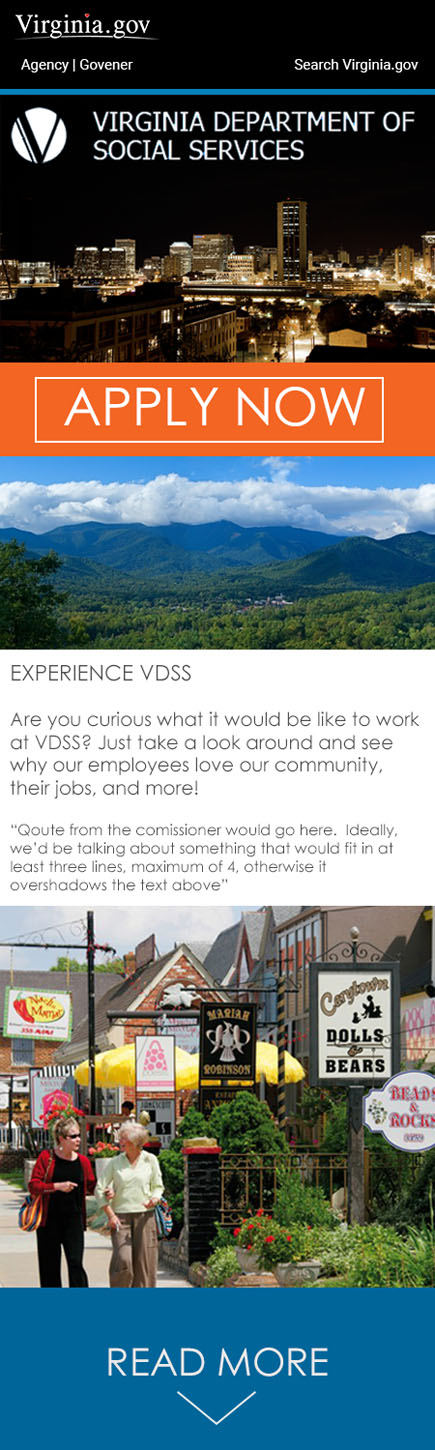 Virginia.gov
Agency | Govener
Search Virginia.gov
VIRGINIA DEPARTMENT OF
SOCIAL SERVICES
APPLY NOW
EXPERIENCE VDSS
Are you curious what it would be like to work
at VDSS? Just take a look around and see
why our employees love our community,
their jobs, and more!
“Qoute from the comissioner would go here.  Ideally,
we’d be talking about something that would fit in at
least three lines, maximum of 4, otherwise it
overshadows the text above”
Carytown
DOLLS
&
BEARS
MARIAH
ROBINSON
BEADS
&
ROCKS
READ MORE